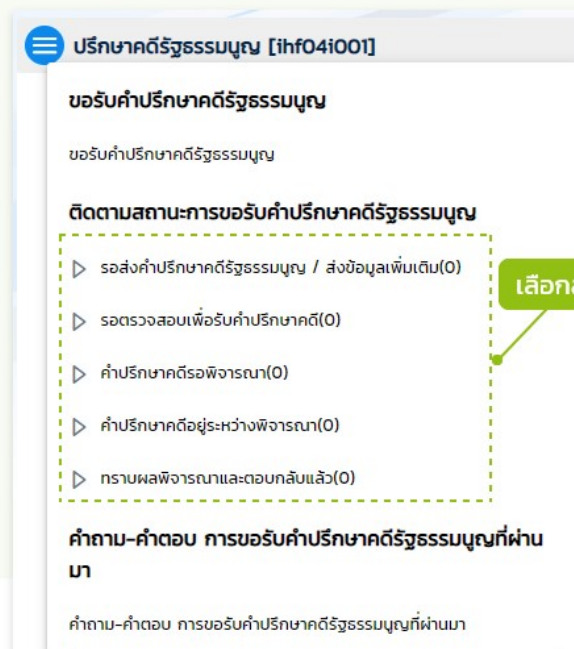 ปรึกษาคดีรัฐธรรมนูญ [ihf04i001]
ขอรับคำปรึกษาคดีรัฐธรรมนูญ
ขอรับคำปรึกษาคดีรัฐธรรมนูญ
ติดตามสถานะการขอรับคำปรึกษาคดีรัฐธรรมนูญ
รอส่งคำปรึกษาคดีรัฐธรรมนูญ / ส่งข้อมูลเพิ่มเติม(0)
เลือก
รอตรวจสอบเพื่อรับคำปรึกษาคดี(0)
คำปรึกษาคดีรอพิจารณา(0)
คำปรึกษาคดีอยู่ระหว่างพิจารณา(0)
ทราบผลพิจารณาและตอบกลับแล้ว(0)
คำถาม-คำตอบ การขอรับคำปรึกษาคดีรัฐธรรมนูญที่ผ่าน
มา
คำถาม-คำตอบ การขอรับคำปรึกษาคดีรัฐธรรมนูญที่ผ่านมา